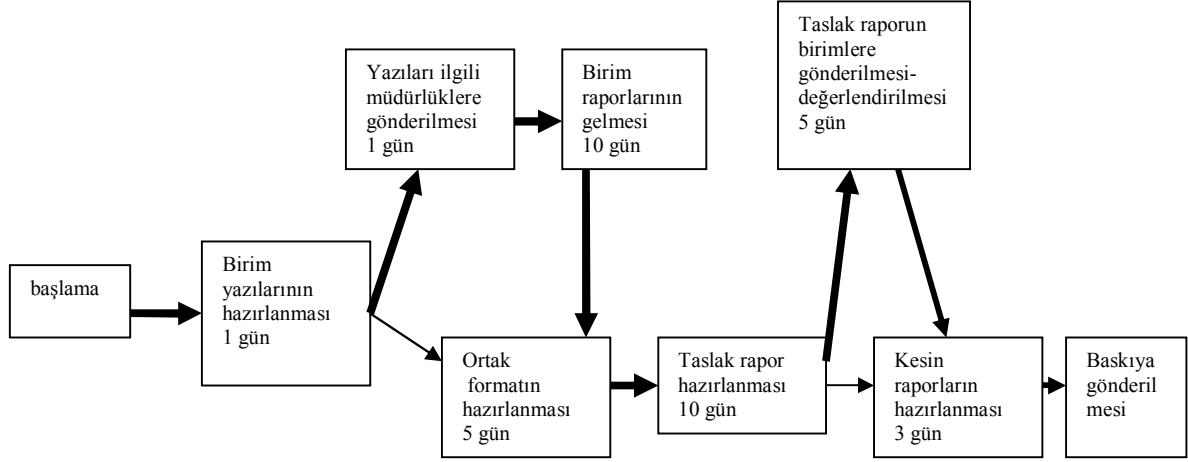 başlama
Birim
yazılarının
hazırlanması
1 gün
Yazıları ilgili
müdürlüklere
gönderilmesi
1 gün
Birim
raporlarının
gelmesi
10 gün
Ortak
formatın
hazırlanması
5 gün
Taslak rapor
hazırlanması
10 gün
Taslak raporun
birimlere
gönderilmesi-
değerlendirilmesi
5 gün
Kesin
raporların
hazırlanması
3 gün
Baskıya
gönderil
mesi